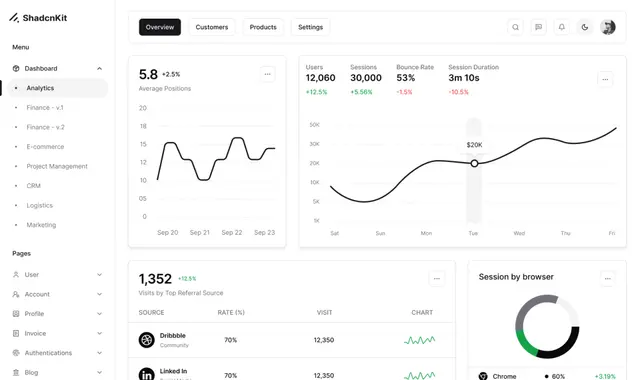 ShadcnKit
Menu
Dashboard
Analytics
Finance - v.1
Finance - v.2
E-commerce
Project Management
CRM
Logistics
Marketing
Pages
User
Account
Profile
Invoice
Authentications
Blog
Overview
Customers
Products
Settings
5.8 +2.5%
Average Positions
20
18
15
12
10
05
0
Sep 20 Sep 21 Sep 22 Sep 23
Users Sessions Bounce Rate Session Duration
12,060 30,000 53% 3m 10s
+12.5% +5.56% -1.5% -10.5%
50K
30K
20K
10K
5K
1K
$20K
Sat Sun Mon Tue Wed Thu Fri
1,352 +12.5%
Visits by Top Referral Source
SOURCE RATE (%) VISIT CHART
Dribbble
Community
70% 12,350
Linked In
70% 12,350
Session by browser
Chrome 60% +3.19%